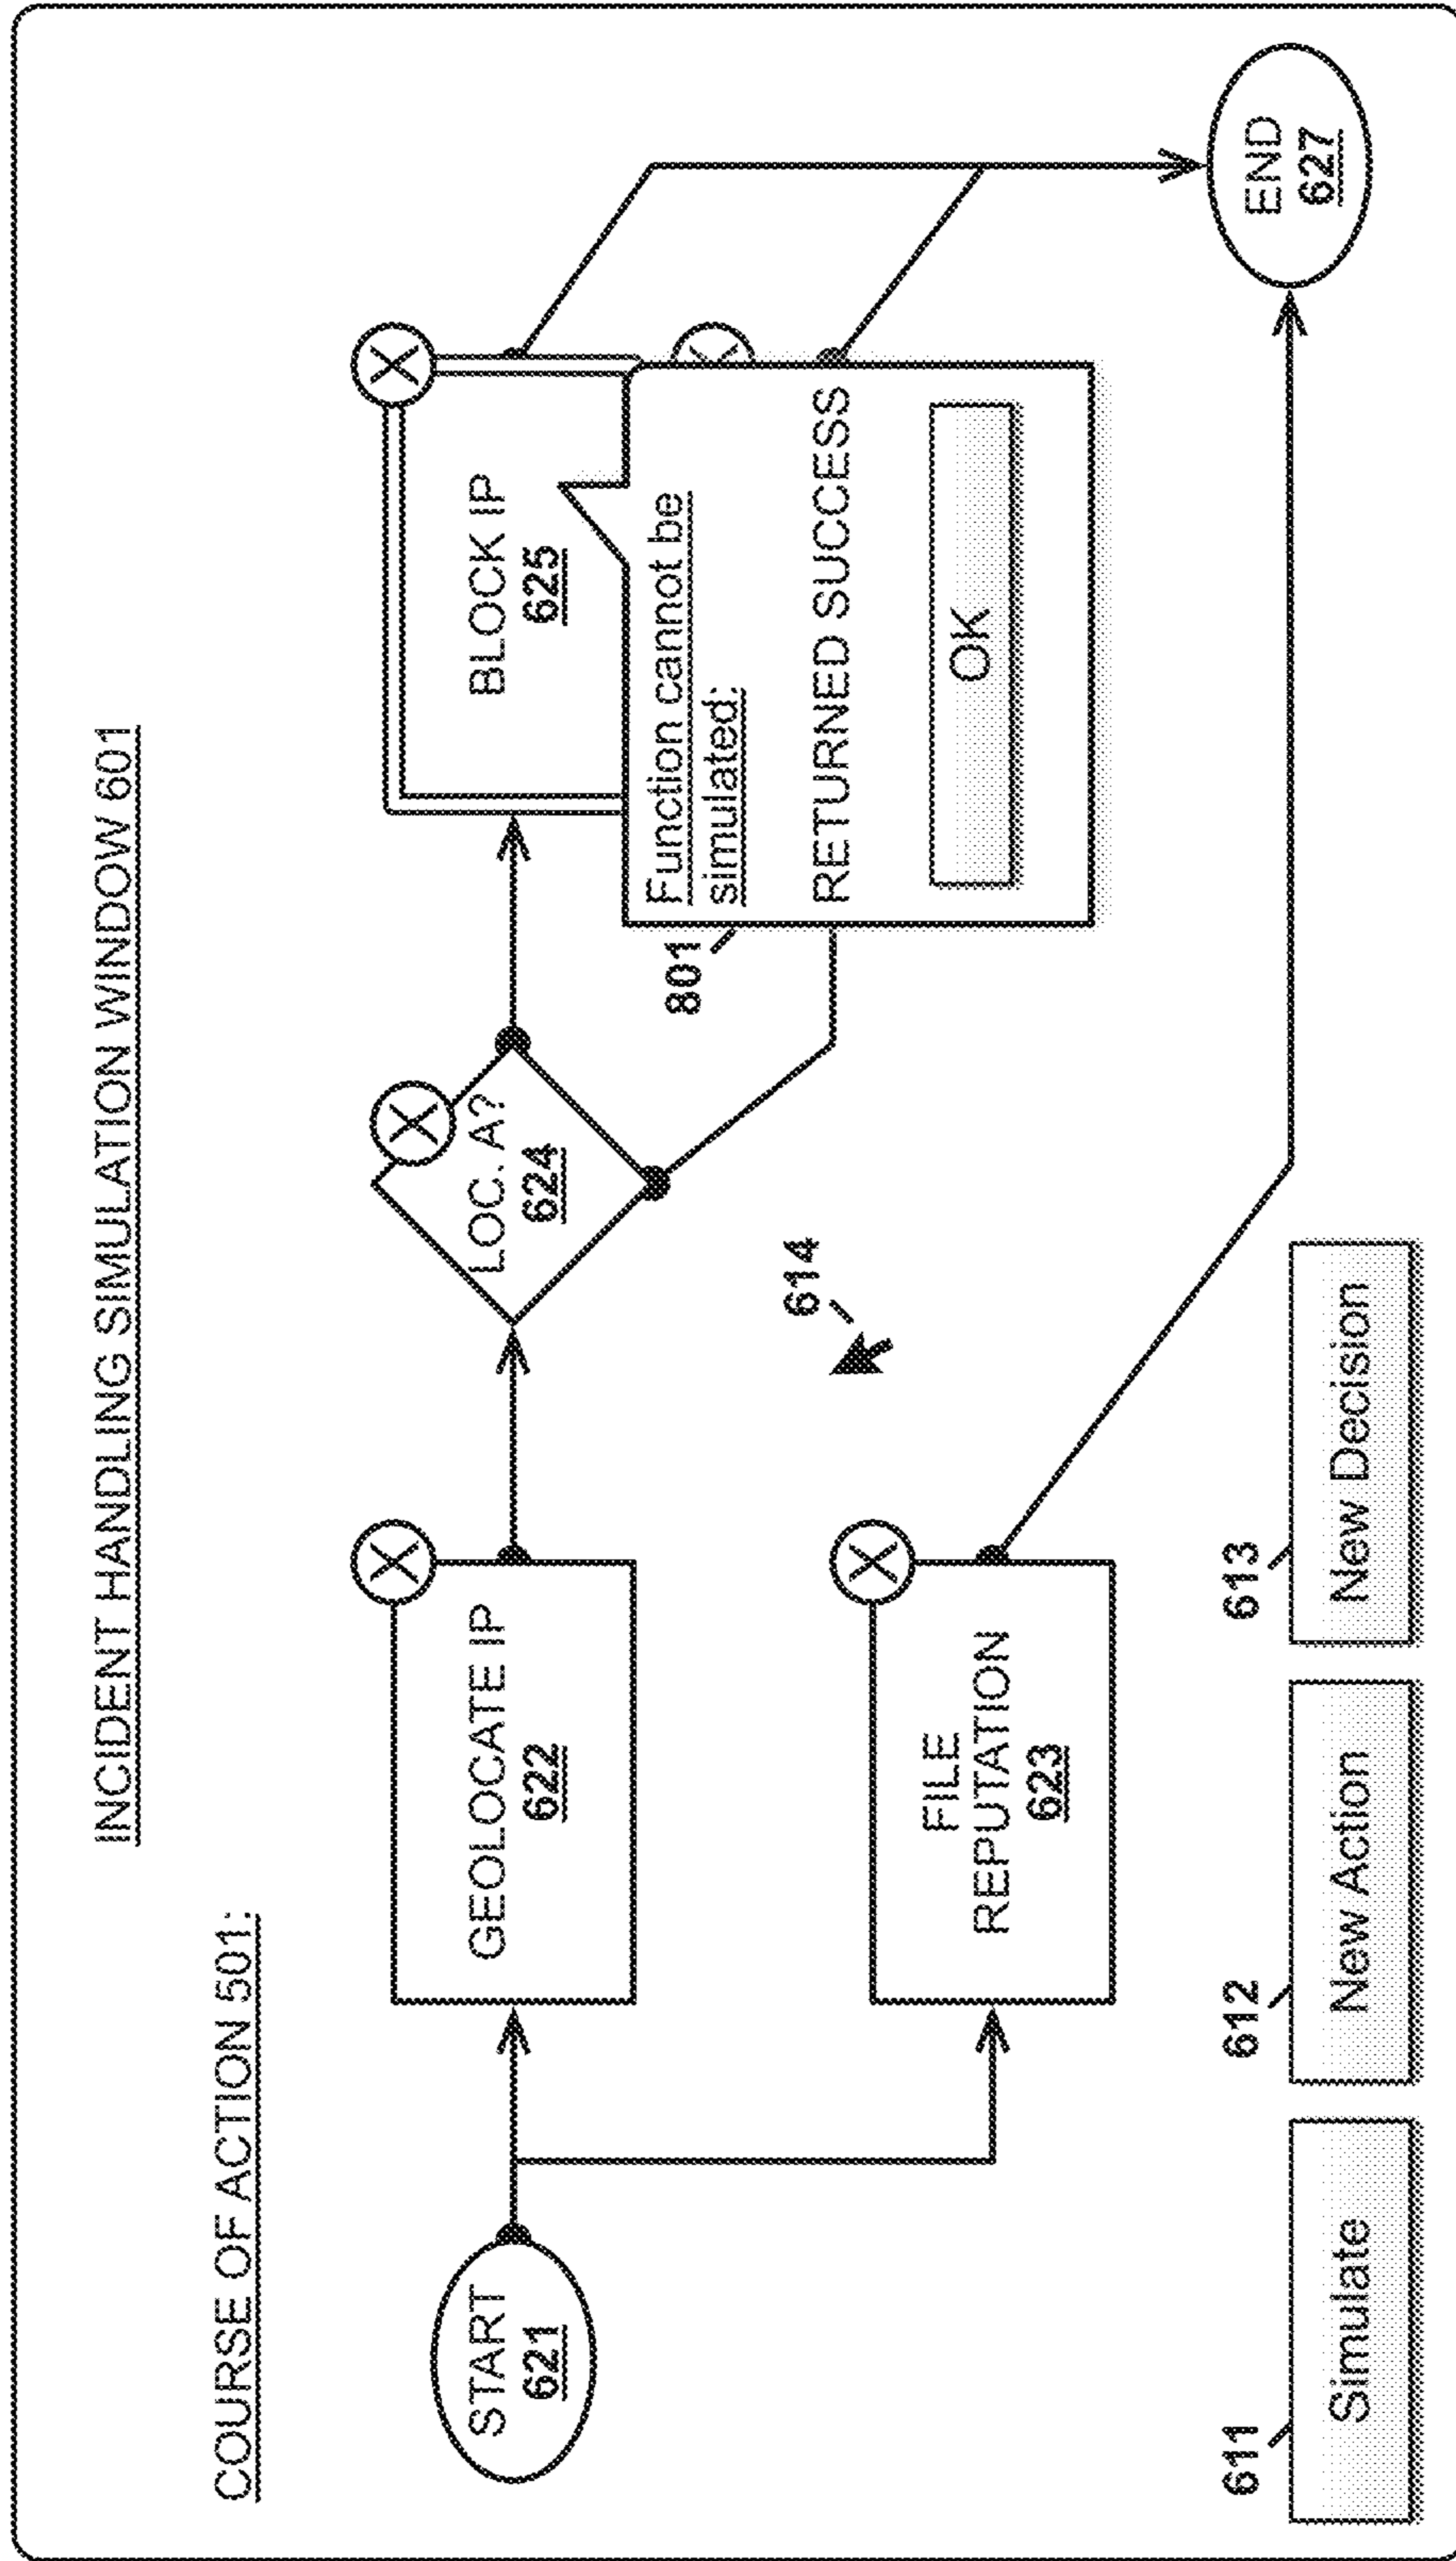 INCIDENT HANDLING SIMULATION WINDOW 601
COURSE OF ACTION 501:
START
621
GEOLOCATE IP
622
LOC. A?
624
BLOCK IP
625
X
X
X
X
801
Function cannot be
simulated:
RETURNED SUCCESS
OK
614
FILE
REPUTATION
623
END
627
611
Simulate
612
New Action
613
New Decision